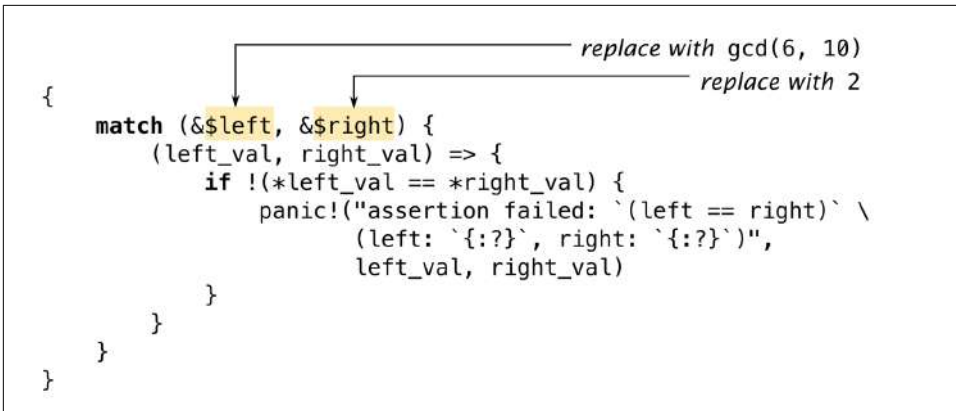 replace with gcd(6, 10)
replace with 2
{
    match (&$left, &$right) {
        (left_val, right_val) => {
            if !(*left_val == *right_val) {
                panic!("assertion failed: `(left == right)` \
                       (left: `{:?}`, right: `{:?}`)",
                       left_val, right_val)
            }
        }
    }
}